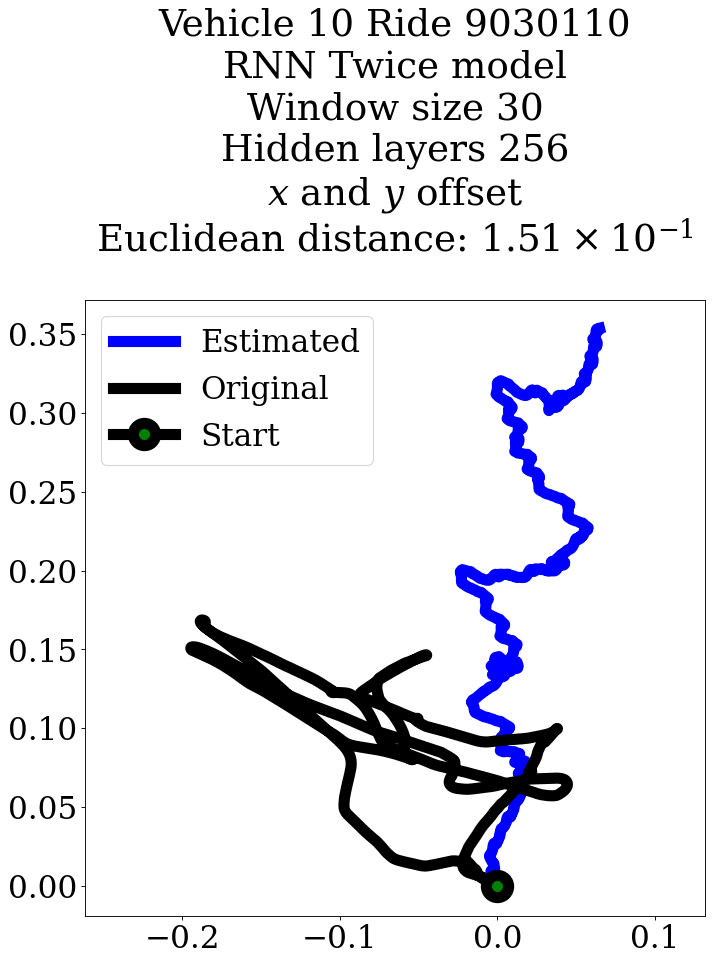 Vehicle 10 Ride 9030110
RNN Twice model
Window size 30
Hidden layers 256
x and y offset
Euclidean distance: 1.51 × 10⁻¹
Estimated
Original
Start
0.35
0.30
0.25
0.20
0.15
0.10
0.05
0.00
−0.2
−0.1
0.0
0.1